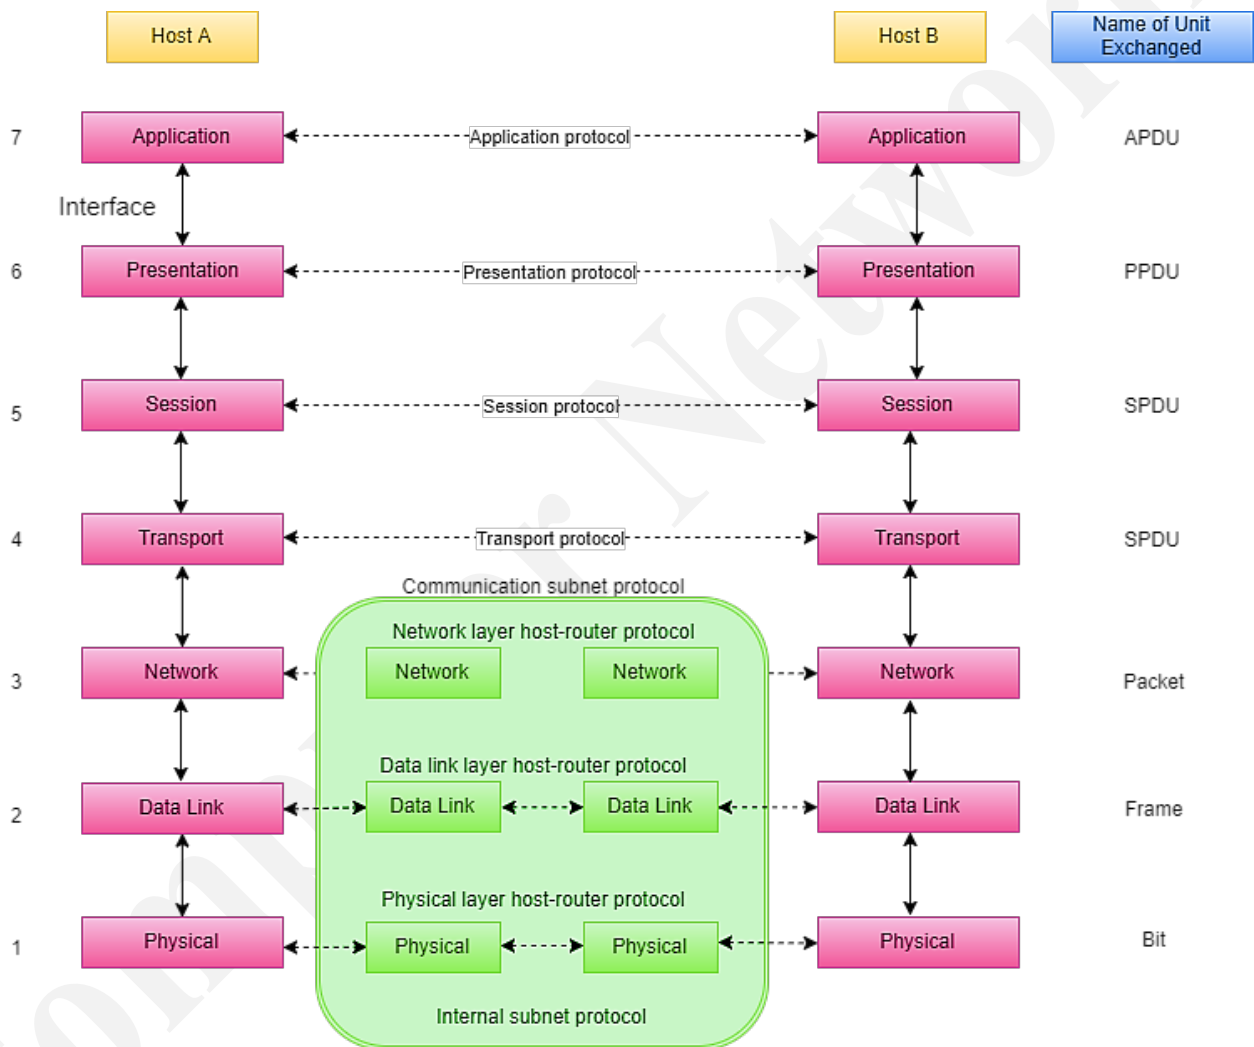 Host A
Host B
Name of Unit
Exchanged
7
Application
Application protocol
Application
APDU
Interface
6
Presentation
Presentation protocol
Presentation
PPDU
5
Session
Session protocol
Session
SPDU
4
Transport
Transport protocol
Transport
SPDU
Communication subnet protocol
Network layer host-router protocol
3
Network
Network
Network
Network
Packet
Data link layer host-router protocol
2
Data Link
Data Link
Data Link
Data Link
Frame
Physical layer host-router protocol
1
Physical
Physical
Physical
Physical
Bit
Internal subnet protocol